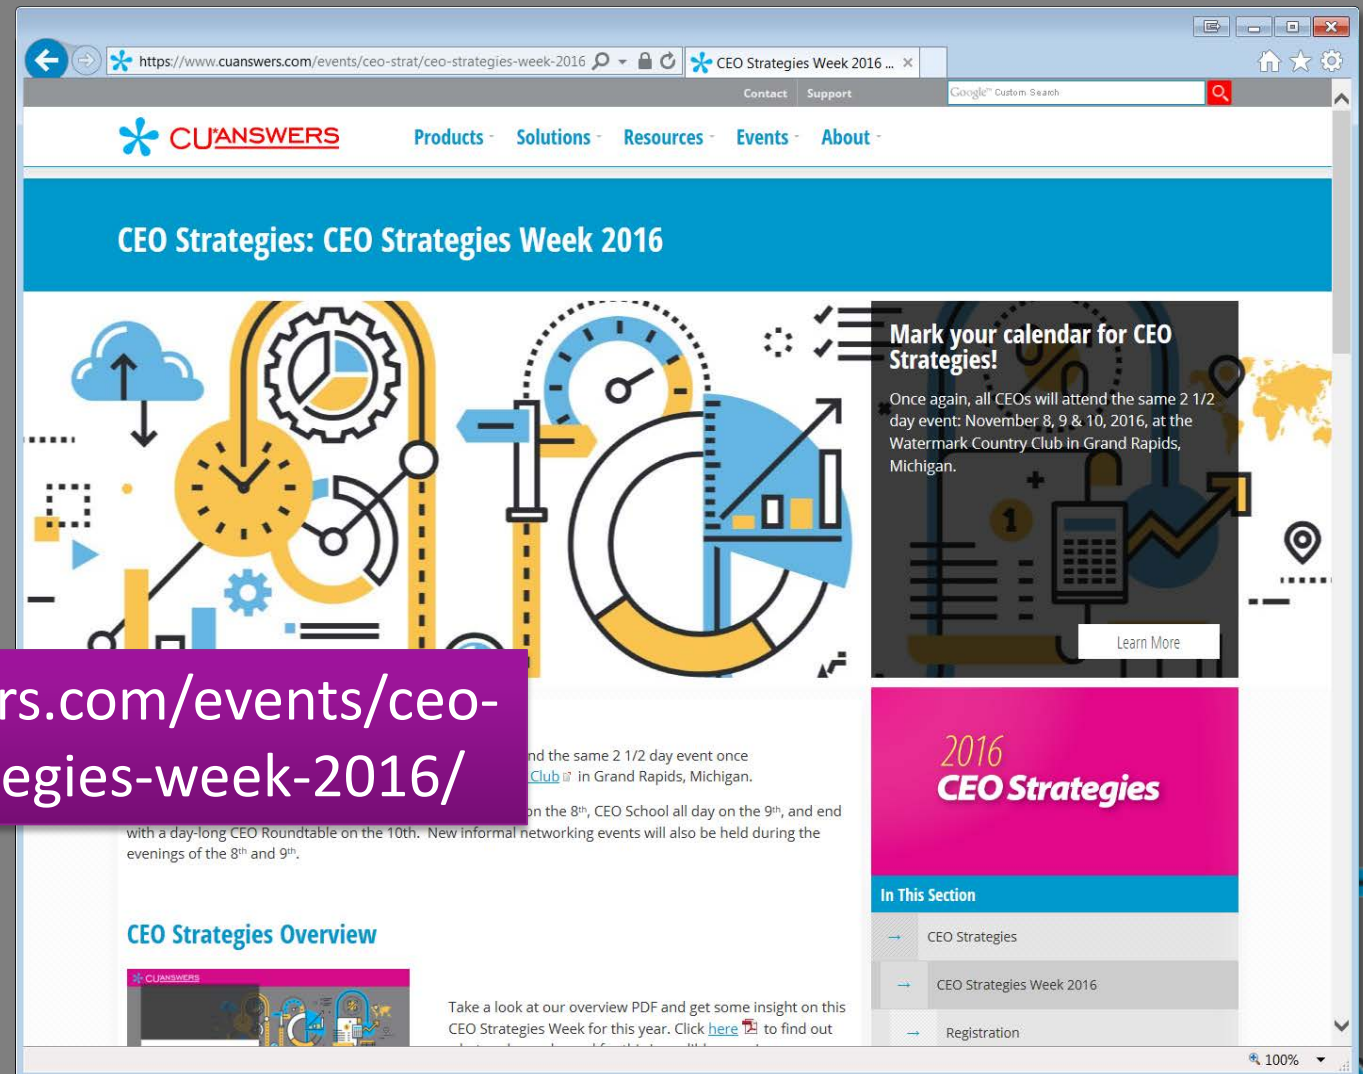 https://www.cuanswers.com/events/ceo-strat/ceo-strategies-week-2016
CEO Strategies Week 2016 ...
Contact Support
Google™ Custom Search
CU*ANSWERS
Products Solutions Resources Events About
CEO Strategies: CEO Strategies Week 2016
Mark your calendar for CEO
Strategies!
Once again, all CEOs will attend the same 2 1/2
day event: November 8, 9 & 10, 2016, at the
Watermark Country Club in Grand Rapids,
Michigan.
1
Learn More
rs.com/events/ceo-
egies-week-2016/
nd the same 2 1/2 day event once
Club in Grand Rapids, Michigan.
on the 8th, CEO School all day on the 9th, and end
with a day-long CEO Roundtable on the 10th. New informal networking events will also be held during the
evenings of the 8th and 9th.
2016
CEO Strategies
In This Section
→ CEO Strategies
→ CEO Strategies Week 2016
→ Registration
CEO Strategies Overview
CU*ANSWERS
Take a look at our overview PDF and get some insight on this
CEO Strategies Week for this year. Click here to find out
100%